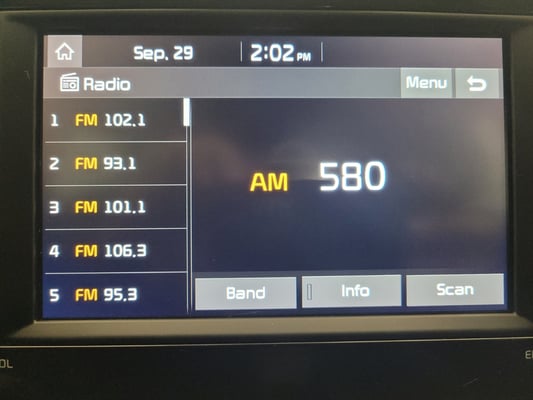 Sep. 29 2:02 PM
Radio Menu
1 FM 102.1
2 FM 93.1
3 FM 101.1
4 FM 106.3
5 FM 95.3
AM 580
Band Info Scan
OL
E